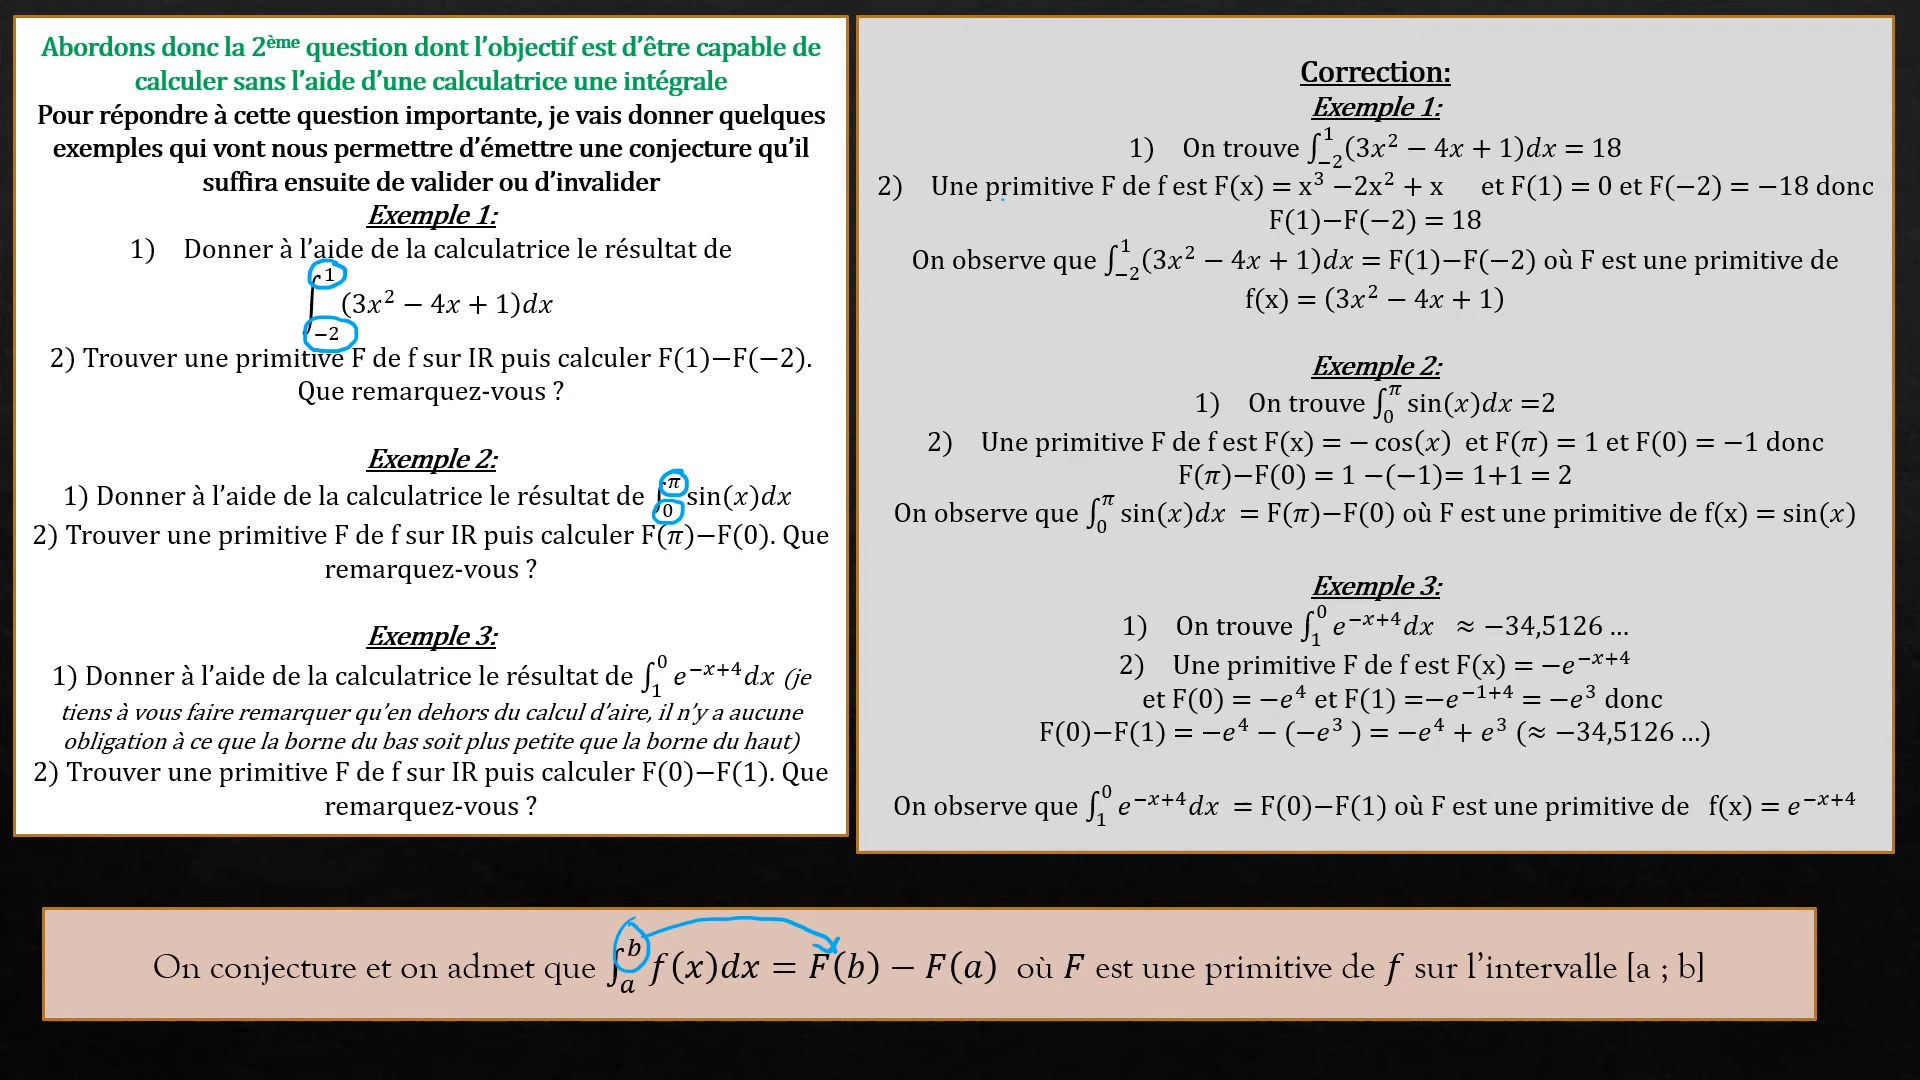 Abordons donc la 2ème question dont l'objectif est d'être capable de
calculer sans l'aide d'une calculatrice une intégrale
Pour répondre à cette question importante, je vais donner quelques
exemples qui vont nous permettre d'émettre une conjecture qu'il
suffira ensuite de valider ou d'invalider
Exemple 1:
1) Donner à l'aide de la calculatrice le résultat de
∫_{−2}^{1} (3x² − 4x + 1)dx
2) Trouver une primitive F de f sur IR puis calculer F(1)−F(−2).
Que remarquez-vous ?
Exemple 2:
1) Donner à l'aide de la calculatrice le résultat de ∫_{0}^{π} sin(x)dx
2) Trouver une primitive F de f sur IR puis calculer F(π)−F(0). Que
remarquez-vous ?
Exemple 3:
1) Donner à l'aide de la calculatrice le résultat de ∫_{1}^{0} e^{−x+4}dx (je
tiens à vous faire remarquer qu'en dehors du calcul d'aire, il n'y a aucune
obligation à ce que la borne du bas soit plus petite que la borne du haut)
2) Trouver une primitive F de f sur IR puis calculer F(0)−F(1). Que
remarquez-vous ?
Correction:
Exemple 1:
1) On trouve ∫_{−2}^{1} (3x² − 4x + 1)dx = 18
2) Une primitive F de f est F(x) = x³ −2x² + x et F(1) = 0 et F(−2) = −18 donc
F(1)−F(−2) = 18
On observe que ∫_{−2}^{1} (3x² − 4x + 1)dx = F(1)−F(−2) où F est une primitive de
f(x) = (3x² − 4x + 1)
Exemple 2:
1) On trouve ∫_{0}^{π} sin(x)dx =2
2) Une primitive F de f est F(x) = − cos(x) et F(π) = 1 et F(0) = −1 donc
F(π)−F(0) = 1 −(−1)= 1+1 = 2
On observe que ∫_{0}^{π} sin(x)dx = F(π)−F(0) où F est une primitive de f(x) = sin(x)
Exemple 3:
1) On trouve ∫_{1}^{0} e^{−x+4}dx ≈ −34,5126 ...
2) Une primitive F de f est F(x) = −e^{−x+4}
et F(0) = −e⁴ et F(1) =−e^{−1+4} = −e³ donc
F(0)−F(1) = −e⁴ − (−e³ ) = −e⁴ + e³ (≈ −34,5126 ...)
On observe que ∫_{1}^{0} e^{−x+4}dx = F(0)−F(1) où F est une primitive de f(x) = e^{−x+4}
On conjecture et on admet que ∫_{a}^{b} f(x)dx = F(b) − F(a) où F est une primitive de f sur l'intervalle [a ; b]